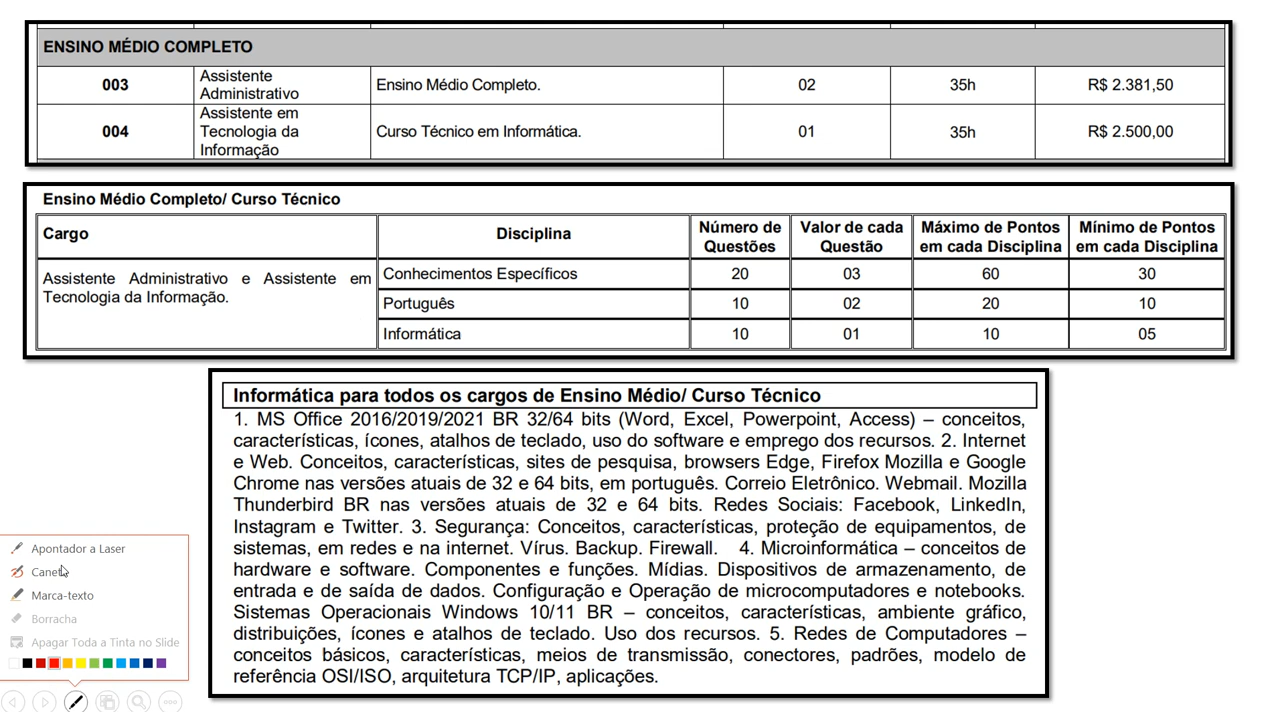 ENSINO MÉDIO COMPLETO
003 Assistente Administrativo Ensino Médio Completo. 02 35h R$ 2.381,50
004 Assistente em Tecnologia da Informação Curso Técnico em Informática. 01 35h R$ 2.500,00
Ensino Médio Completo/ Curso Técnico
Cargo Disciplina Número de Questões Valor de cada Questão Máximo de Pontos em cada Disciplina Mínimo de Pontos em cada Disciplina
Assistente Administrativo e Assistente em Tecnologia da Informação.
Conhecimentos Específicos 20 03 60 30
Português 10 02 20 10
Informática 10 01 10 05
Informática para todos os cargos de Ensino Médio/ Curso Técnico
1. MS Office 2016/2019/2021 BR 32/64 bits (Word, Excel, Powerpoint, Access) – conceitos,
características, ícones, atalhos de teclado, uso do software e emprego dos recursos. 2. Internet
e Web. Conceitos, características, sites de pesquisa, browsers Edge, Firefox Mozilla e Google
Chrome nas versões atuais de 32 e 64 bits, em português. Correio Eletrônico. Webmail. Mozilla
Thunderbird BR nas versões atuais de 32 e 64 bits. Redes Sociais: Facebook, LinkedIn,
Instagram e Twitter. 3. Segurança: Conceitos, características, proteção de equipamentos, de
sistemas, em redes e na internet. Vírus. Backup. Firewall. 4. Microinformática – conceitos de
hardware e software. Componentes e funções. Mídias. Dispositivos de armazenamento, de
entrada e de saída de dados. Configuração e Operação de microcomputadores e notebooks.
Sistemas Operacionais Windows 10/11 BR – conceitos, características, ambiente gráfico,
distribuições, ícones e atalhos de teclado. Uso dos recursos. 5. Redes de Computadores –
conceitos básicos, características, meios de transmissão, conectores, padrões, modelo de
referência OSI/ISO, arquitetura TCP/IP, aplicações.
Apontador a Laser
Caneta
Marca-texto
Borracha
Apagar Toda a Tinta no Slide